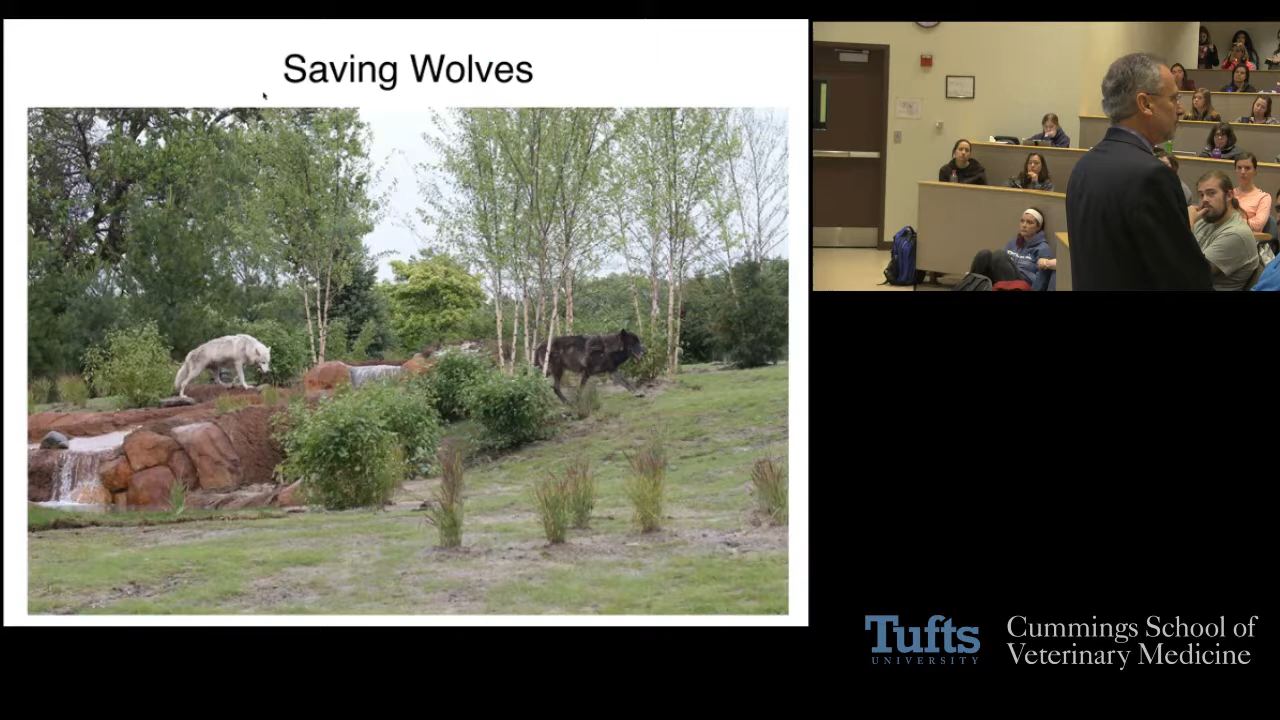 Saving Wolves
Tufts
UNIVERSITY
Cummings School of
Veterinary Medicine